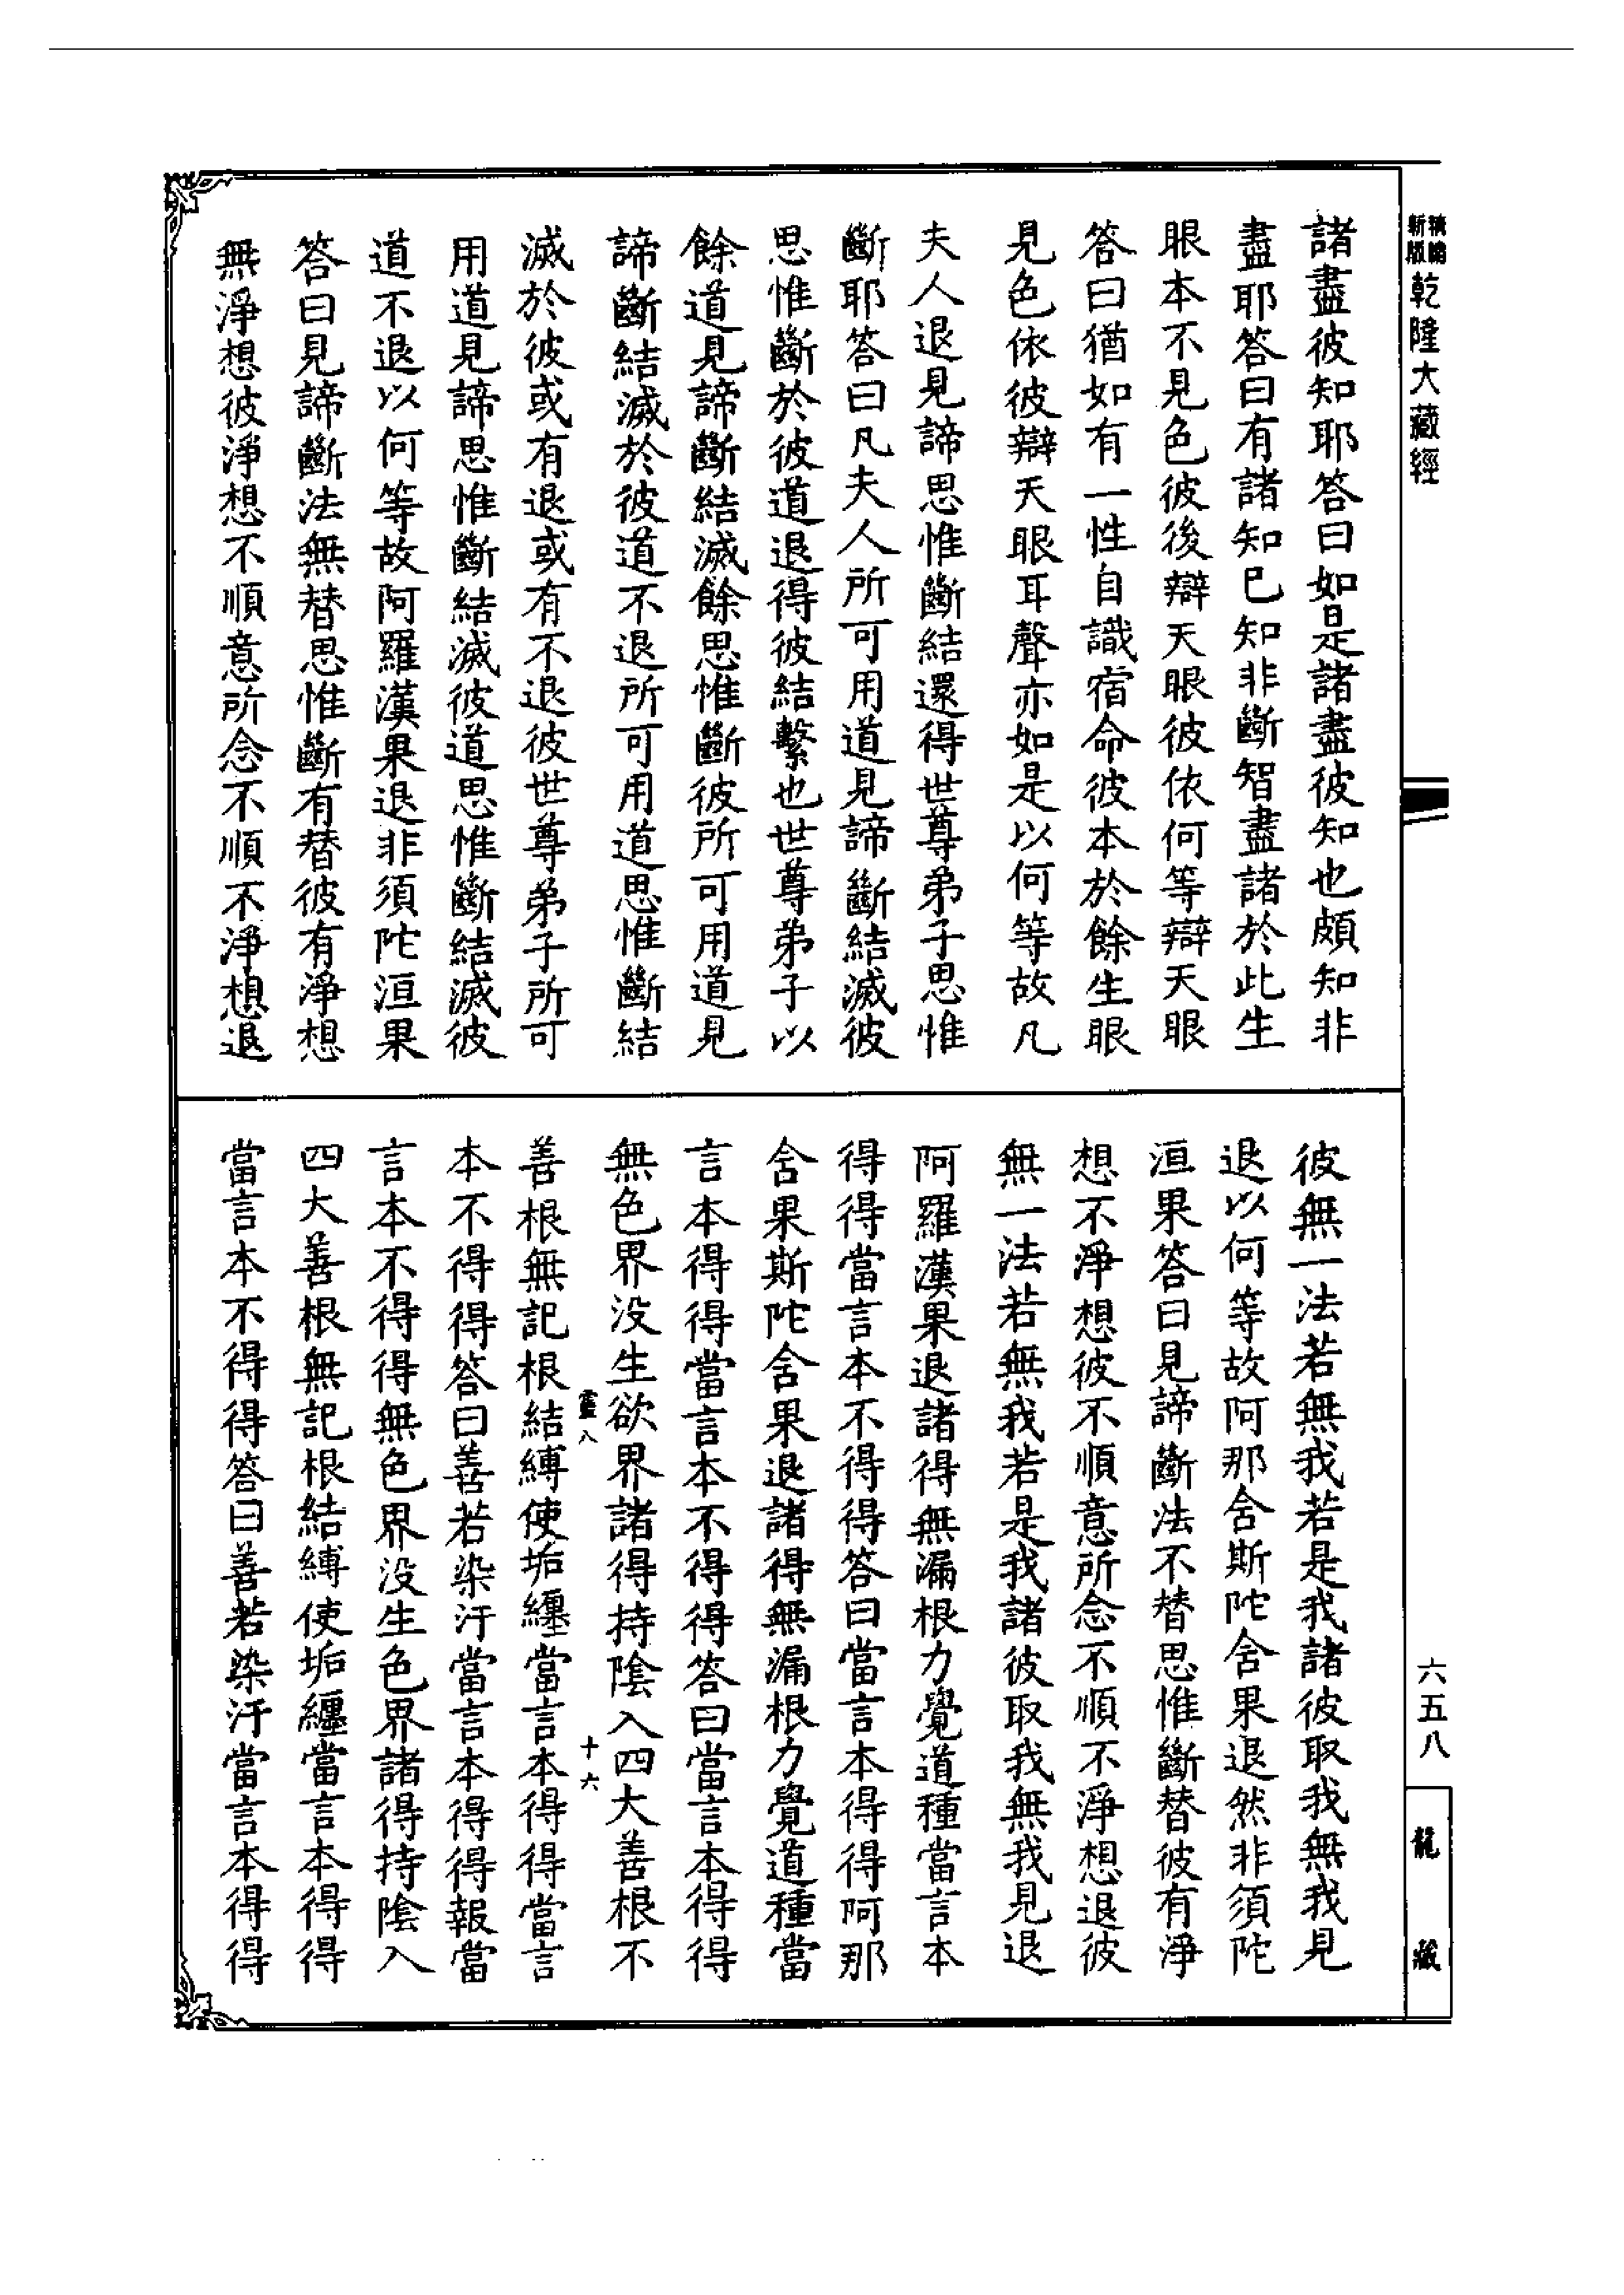 新編縮版 乾隆大藏經
諸盡彼知耶答曰如是諸盡彼知也頗知非
盡耶答曰有諸知已知非斷智盡諸於此生
眼本不見色彼後辯天眼彼依何等辯天眼
答曰猶如有一性自識宿命彼本於餘生眼
見色依彼辯天眼耳聲亦如是以何等故凡
夫人退見諦思惟斷結還得世尊弟子思惟
斷耶答曰凡夫人所可用道見諦斷結滅彼
思惟斷於彼道退得彼結繫也世尊弟子以
餘道見諦斷結滅餘思惟斷彼所可用道見
諦斷結滅於彼道不退所可用道思惟斷結
滅於彼或有退或有不退彼世尊弟子所可
用道見諦思惟斷結滅彼道思惟斷結滅彼
道不退以何等故阿羅漢果退非須陀洹果
答曰見諦斷法無替思惟斷有替彼有淨想
無淨想彼淨想不順意所念不順不淨想退
彼無一法若無我若是我諸彼取我無我見
退以何等故阿那含斯陀含果退然非須陀
洹果答曰見諦斷法不替思惟斷替彼有淨
想不淨想彼不順意所念不順不淨想退彼
無一法若無我若是我諸彼取我無我見退
阿羅漢果退諸得無漏根力覺道種當言本
得得當言本不得得答曰當言本得得阿那
含果斯陀含果退諸得無漏根力覺道種當
言本得得當言本不得得答曰當言本得得
無色界沒生欲界諸得持陰入四大善根不
善根無記根結縛使垢纏當言本得得當言
本不得得答曰善若染汙當言本得得報當
言本不得得無色界沒生色界諸得持陰入
四大善根無記根結縛使垢纏當言本得得
當言本不得得答曰善若染汙當言本得得
靈八
十六
六五八
龍藏